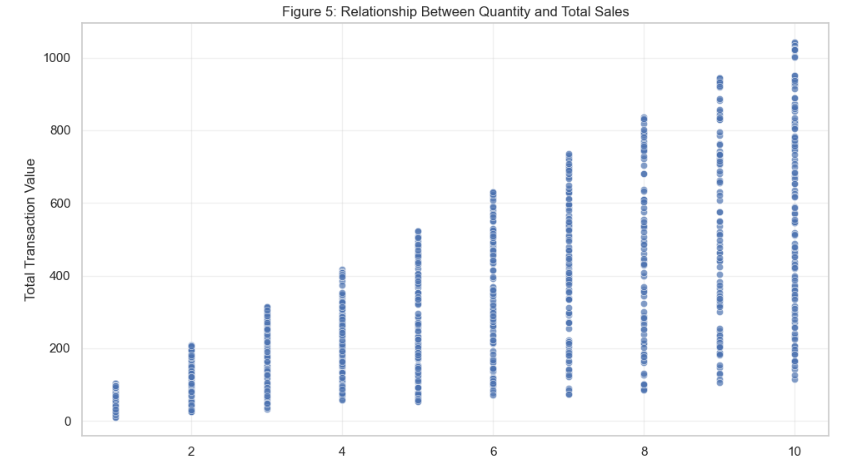 Figure 5: Relationship Between Quantity and Total Sales
Total Transaction Value
1000
800
600
400
200
0
2 4 6 8 10